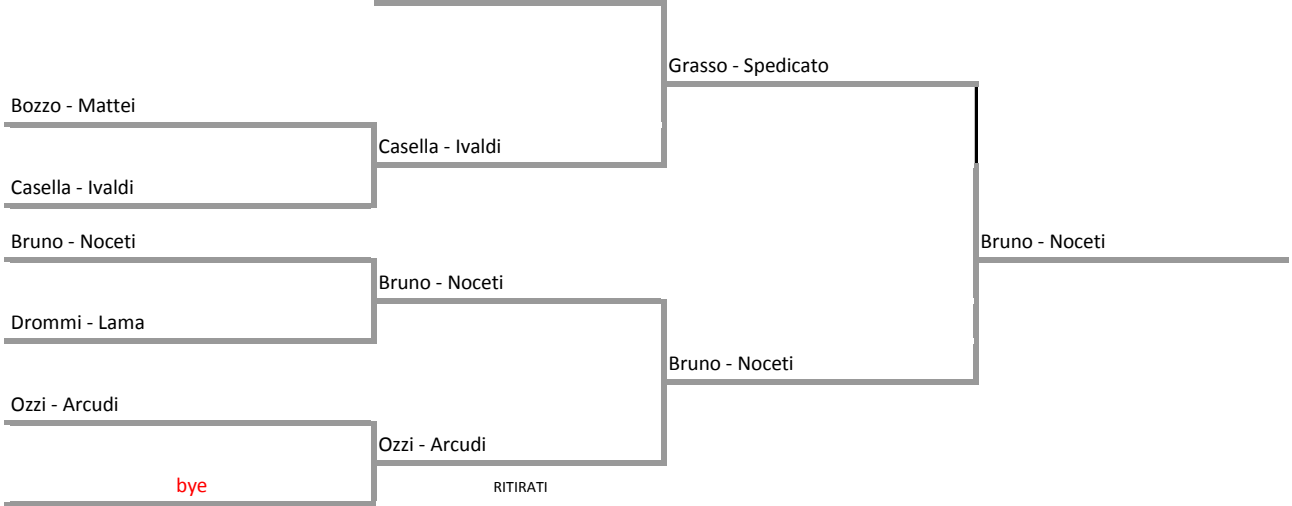 Grasso - Spedicato
Bozzo - Mattei
Casella - Ivaldi
Casella - Ivaldi
Bruno - Noceti
Bruno - Noceti
Bruno - Noceti
Drommi - Lama
Bruno - Noceti
Ozzi - Arcudi
Ozzi - Arcudi
bye
RITIRATI